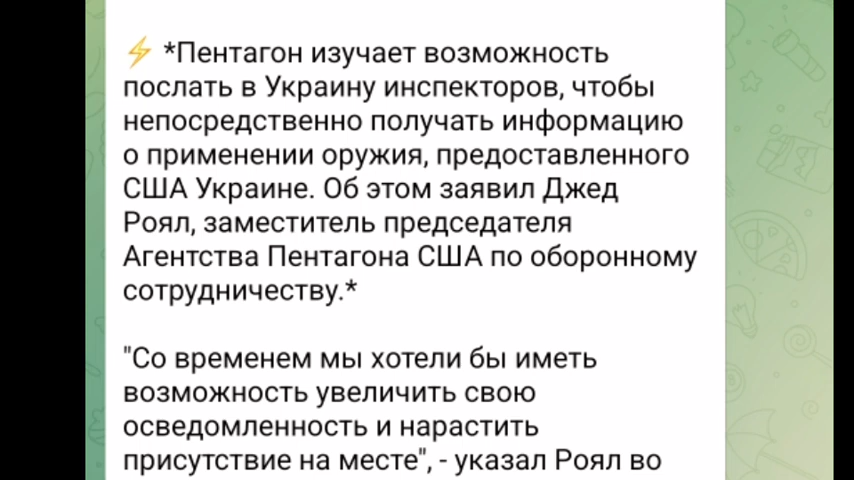 ⚡ *Пентагон изучает возможность
послать в Украину инспекторов, чтобы
непосредственно получать информацию
о применении оружия, предоставленного
США Украине. Об этом заявил Джед
Роял, заместитель председателя
Агентства Пентагона США по оборонному
сотрудничеству.*
"Со временем мы хотели бы иметь
возможность увеличить свою
осведомленность и нарастить
присутствие на месте", - указал Роял во